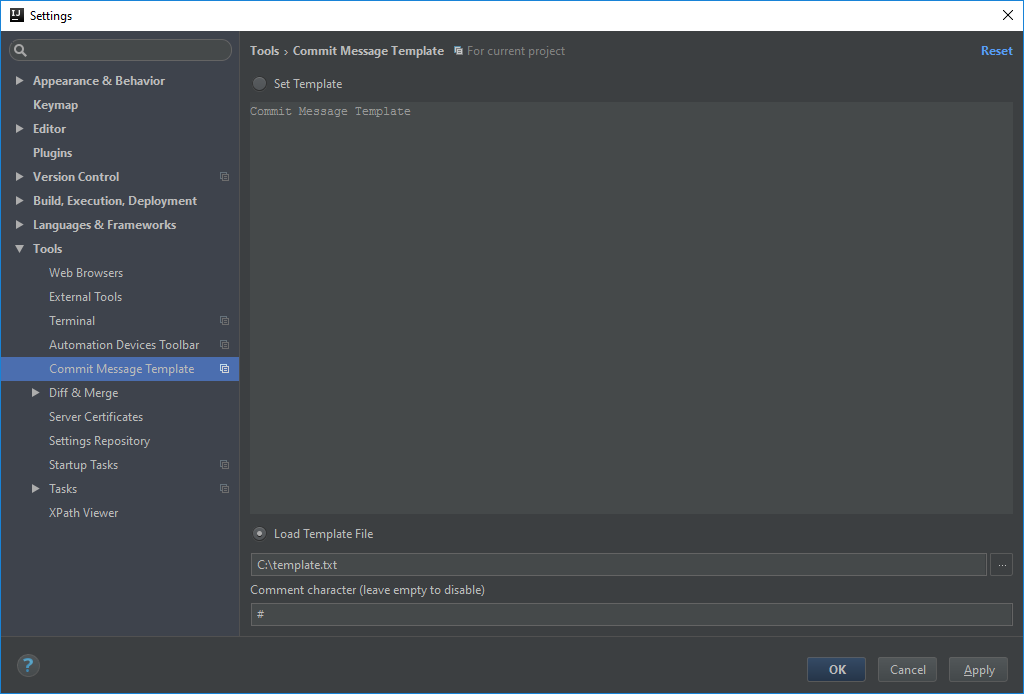 IJ Settings
Tools › Commit Message Template For current project Reset
Appearance & Behavior
Keymap
Editor
Plugins
Version Control
Build, Execution, Deployment
Languages & Frameworks
Tools
Web Browsers
External Tools
Terminal
Automation Devices Toolbar
Commit Message Template
Diff & Merge
Server Certificates
Settings Repository
Startup Tasks
Tasks
XPath Viewer
Set Template
Commit Message Template
Load Template File
C:\template.txt ...
Comment character (leave empty to disable)
#
? OK Cancel Apply